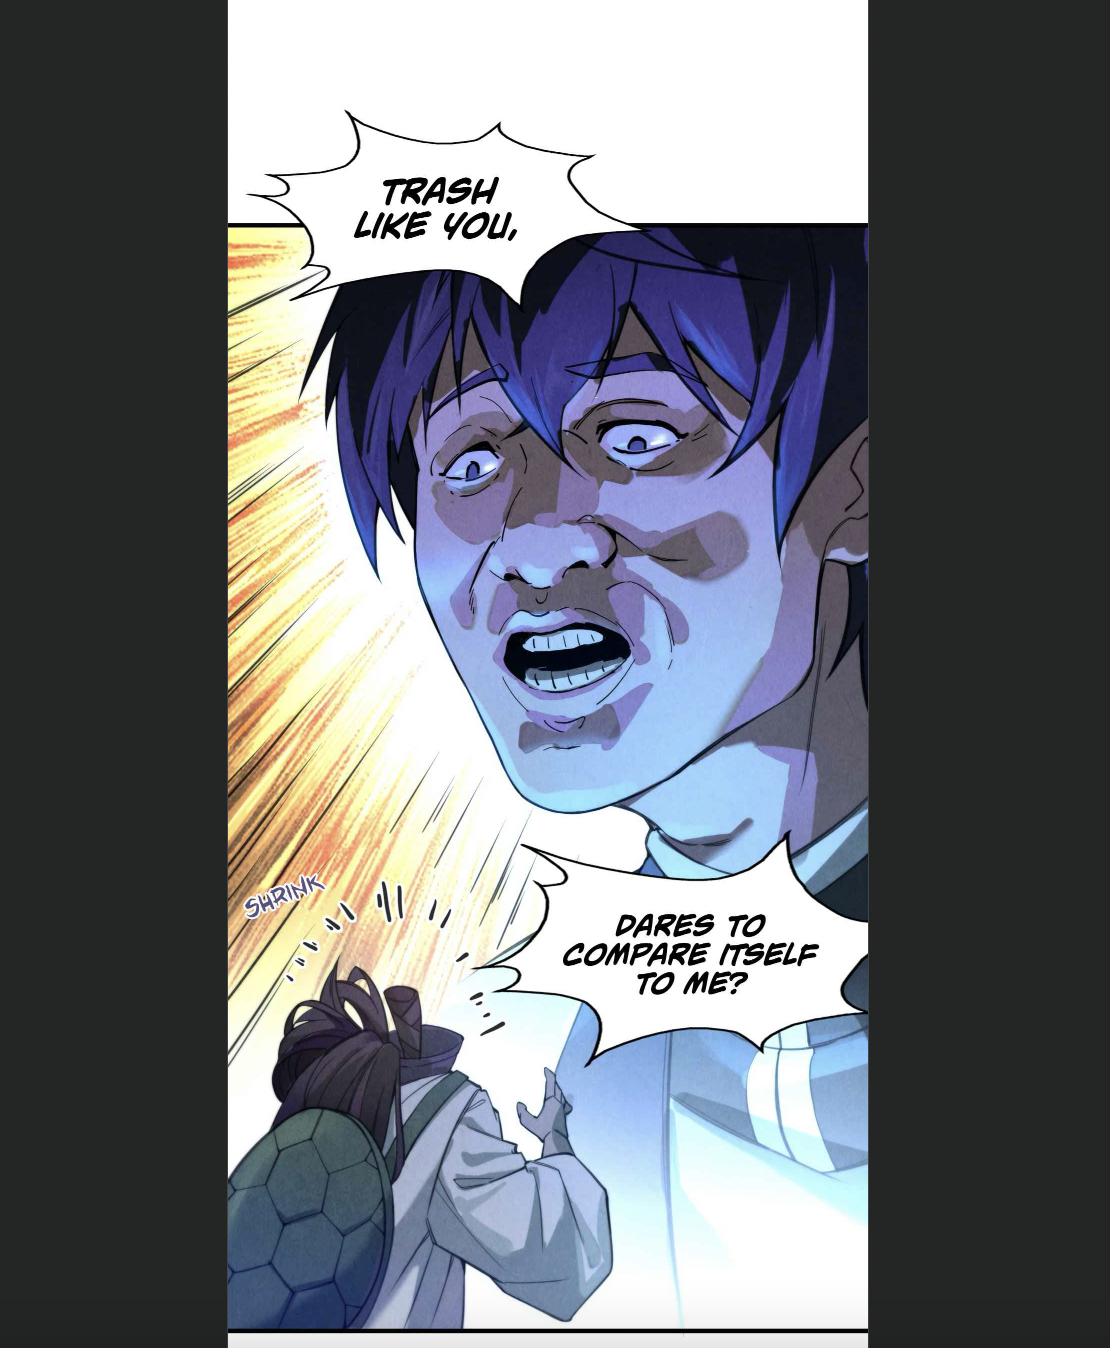 TRASH
LIKE YOU,
SHRINK
DARES TO
COMPARE ITSELF
TO ME?